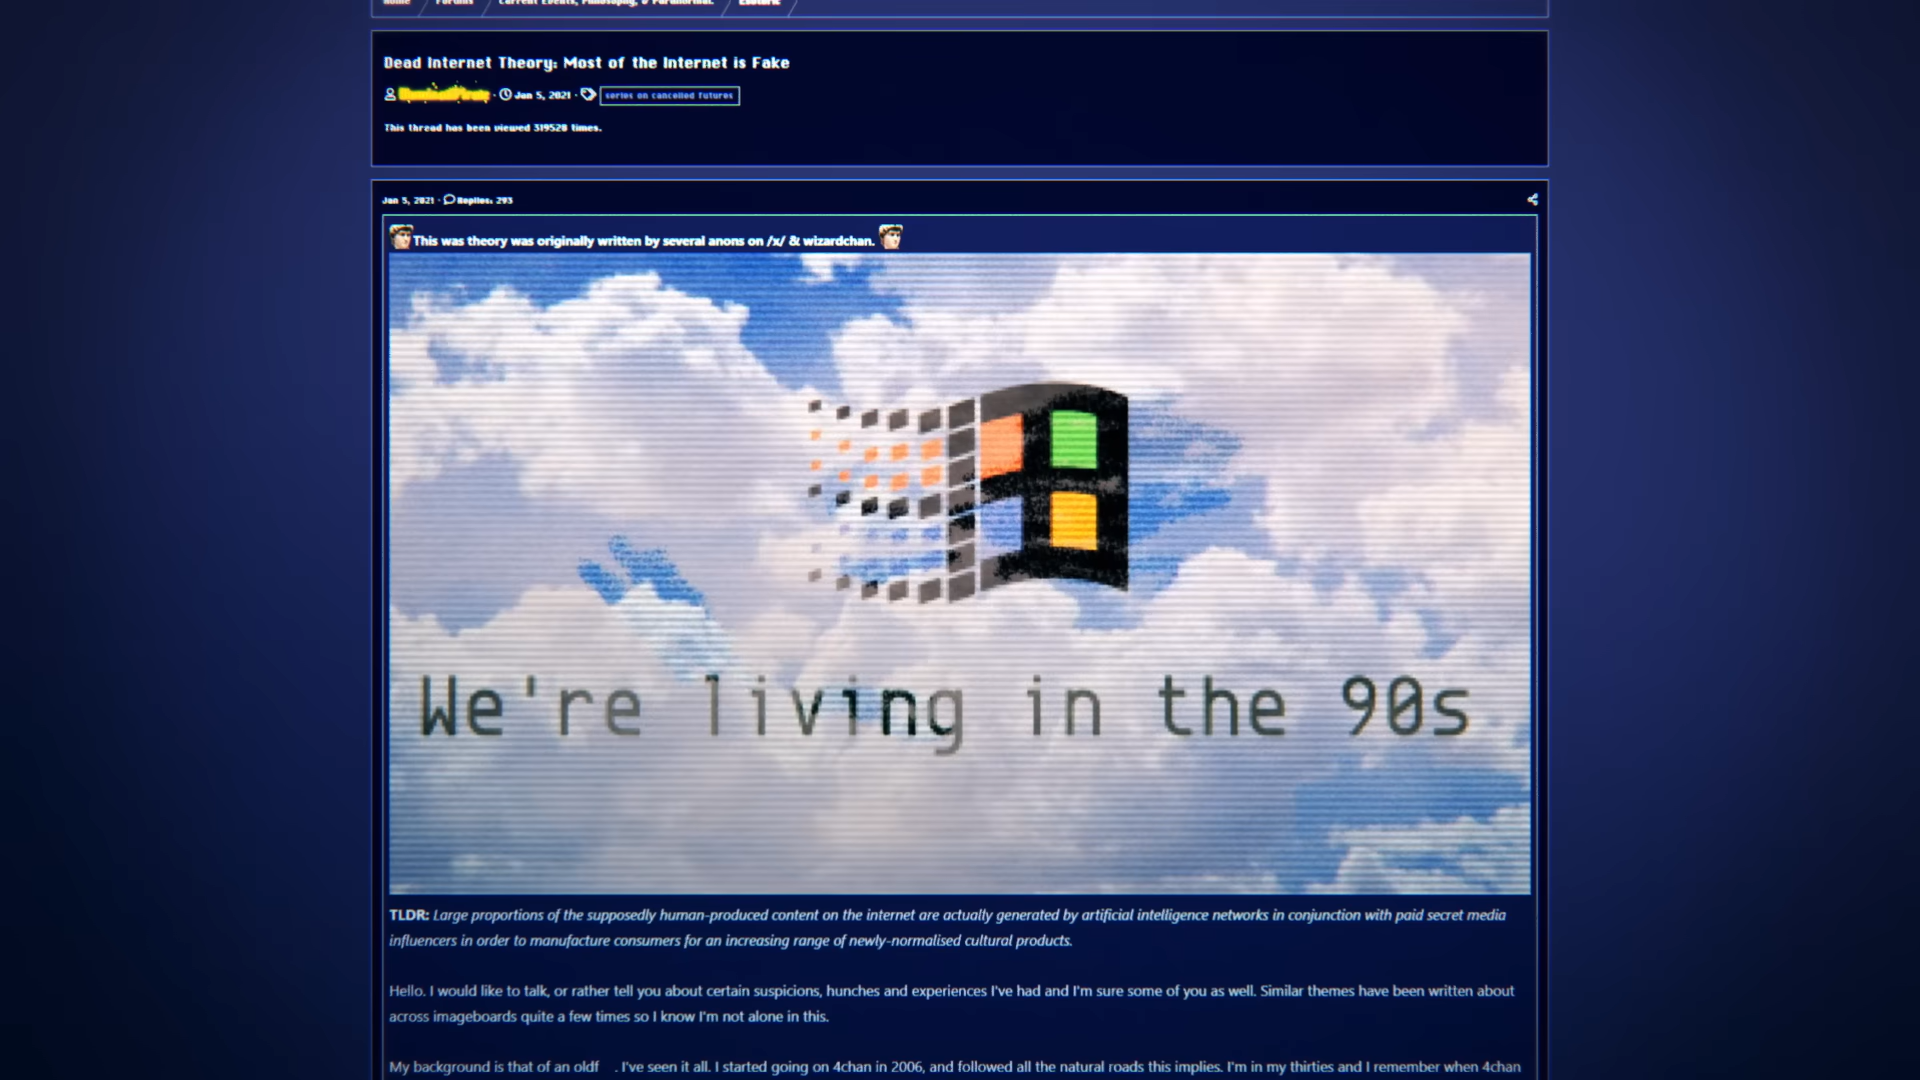 Home Forums Current Events, Philosophy, & Paranormal Esoteric
Dead Internet Theory: Most of the Internet is Fake
IlluminatiPirate · Jan 5, 2021 · series on cancelled futures
This thread has been viewed 319528 times.
Jan 5, 2021 · Replies: 293
This was theory was originally written by several anons on /x/ & wizardchan.
We're living in the 90s
TLDR: Large proportions of the supposedly human-produced content on the internet are actually generated by artificial intelligence networks in conjunction with paid secret media
influencers in order to manufacture consumers for an increasing range of newly-normalised cultural products.
Hello. I would like to talk, or rather tell you about certain suspicions, hunches and experiences I've had and I'm sure some of you as well. Similar themes have been written about
across imageboards quite a few times so I know I'm not alone in this.
My background is that of an oldf . I've seen it all. I started going on 4chan in 2006, and followed all the natural roads this implies. I'm in my thirties and I remember when 4chan